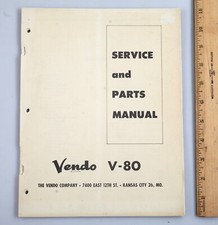 SERVICE
and
PARTS
MANUAL
Vendo V-80
THE VENDO COMPANY - 7400 EAST 12TH ST. - KANSAS CITY 26, MO.